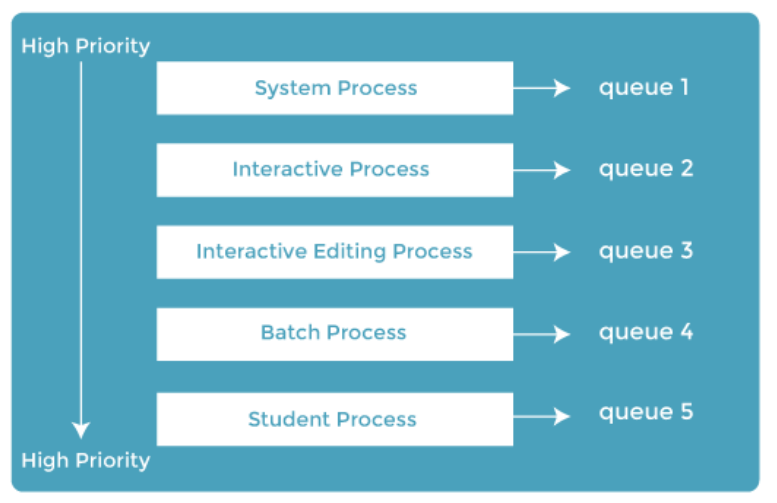 High Priority
System Process
queue 1
Interactive Process
queue 2
Interactive Editing Process
queue 3
Batch Process
queue 4
Student Process
queue 5
High Priority